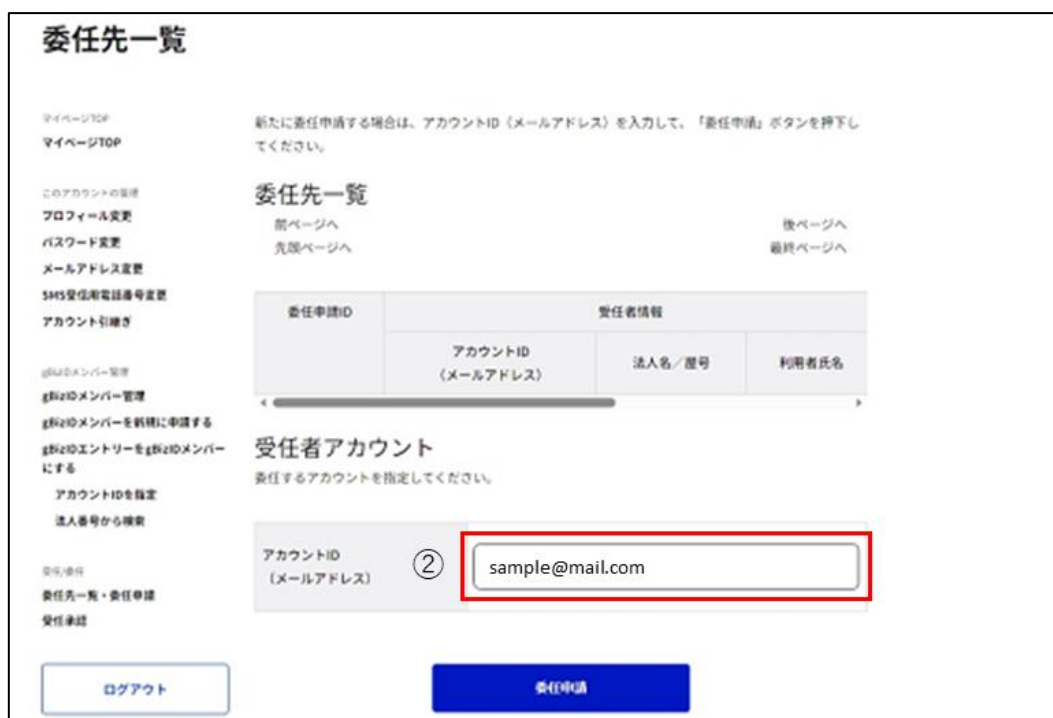 委任先一覧
マイページTOP
マイページTOP
このアカウントの管理
プロフィール変更
パスワード変更
メールアドレス変更
SMS受信用電話番号変更
アカウント引継ぎ
gBizIDメンバー管理
gBizIDメンバー管理
gBizIDメンバーを新規に申請する
gBizIDエントリーをgBizIDメンバー
にする
アカウントIDを指定
法人番号から検索
受任/委任
委任先一覧・委任申請
受任承認
ログアウト
新たに委任申請する場合は、アカウントID（メールアドレス）を入力して、「委任申請」ボタンを押下し
てください。
委任先一覧
前ページへ
後ページへ
先頭ページへ
最終ページへ
委任申請ID
受任者情報
アカウントID
（メールアドレス）
法人名／屋号
利用者氏名
受任者アカウント
委任するアカウントを指定してください。
アカウントID
（メールアドレス）
②
sample@mail.com
委任申請